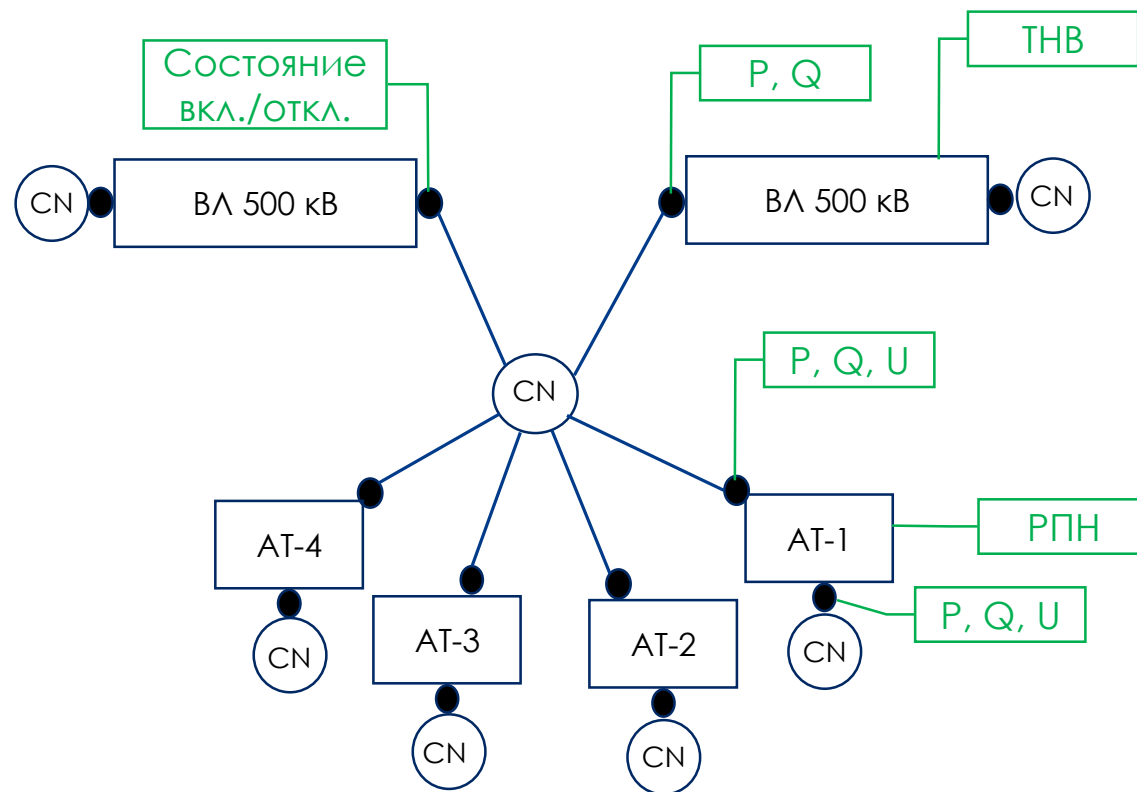 ТНВ
Состояние
вкл./откл.
P, Q
CN
ВЛ 500 кВ
ВЛ 500 кВ
CN
P, Q, U
CN
АТ-4
АТ-1
РПН
P, Q, U
CN
АТ-3
АТ-2
CN
CN
CN